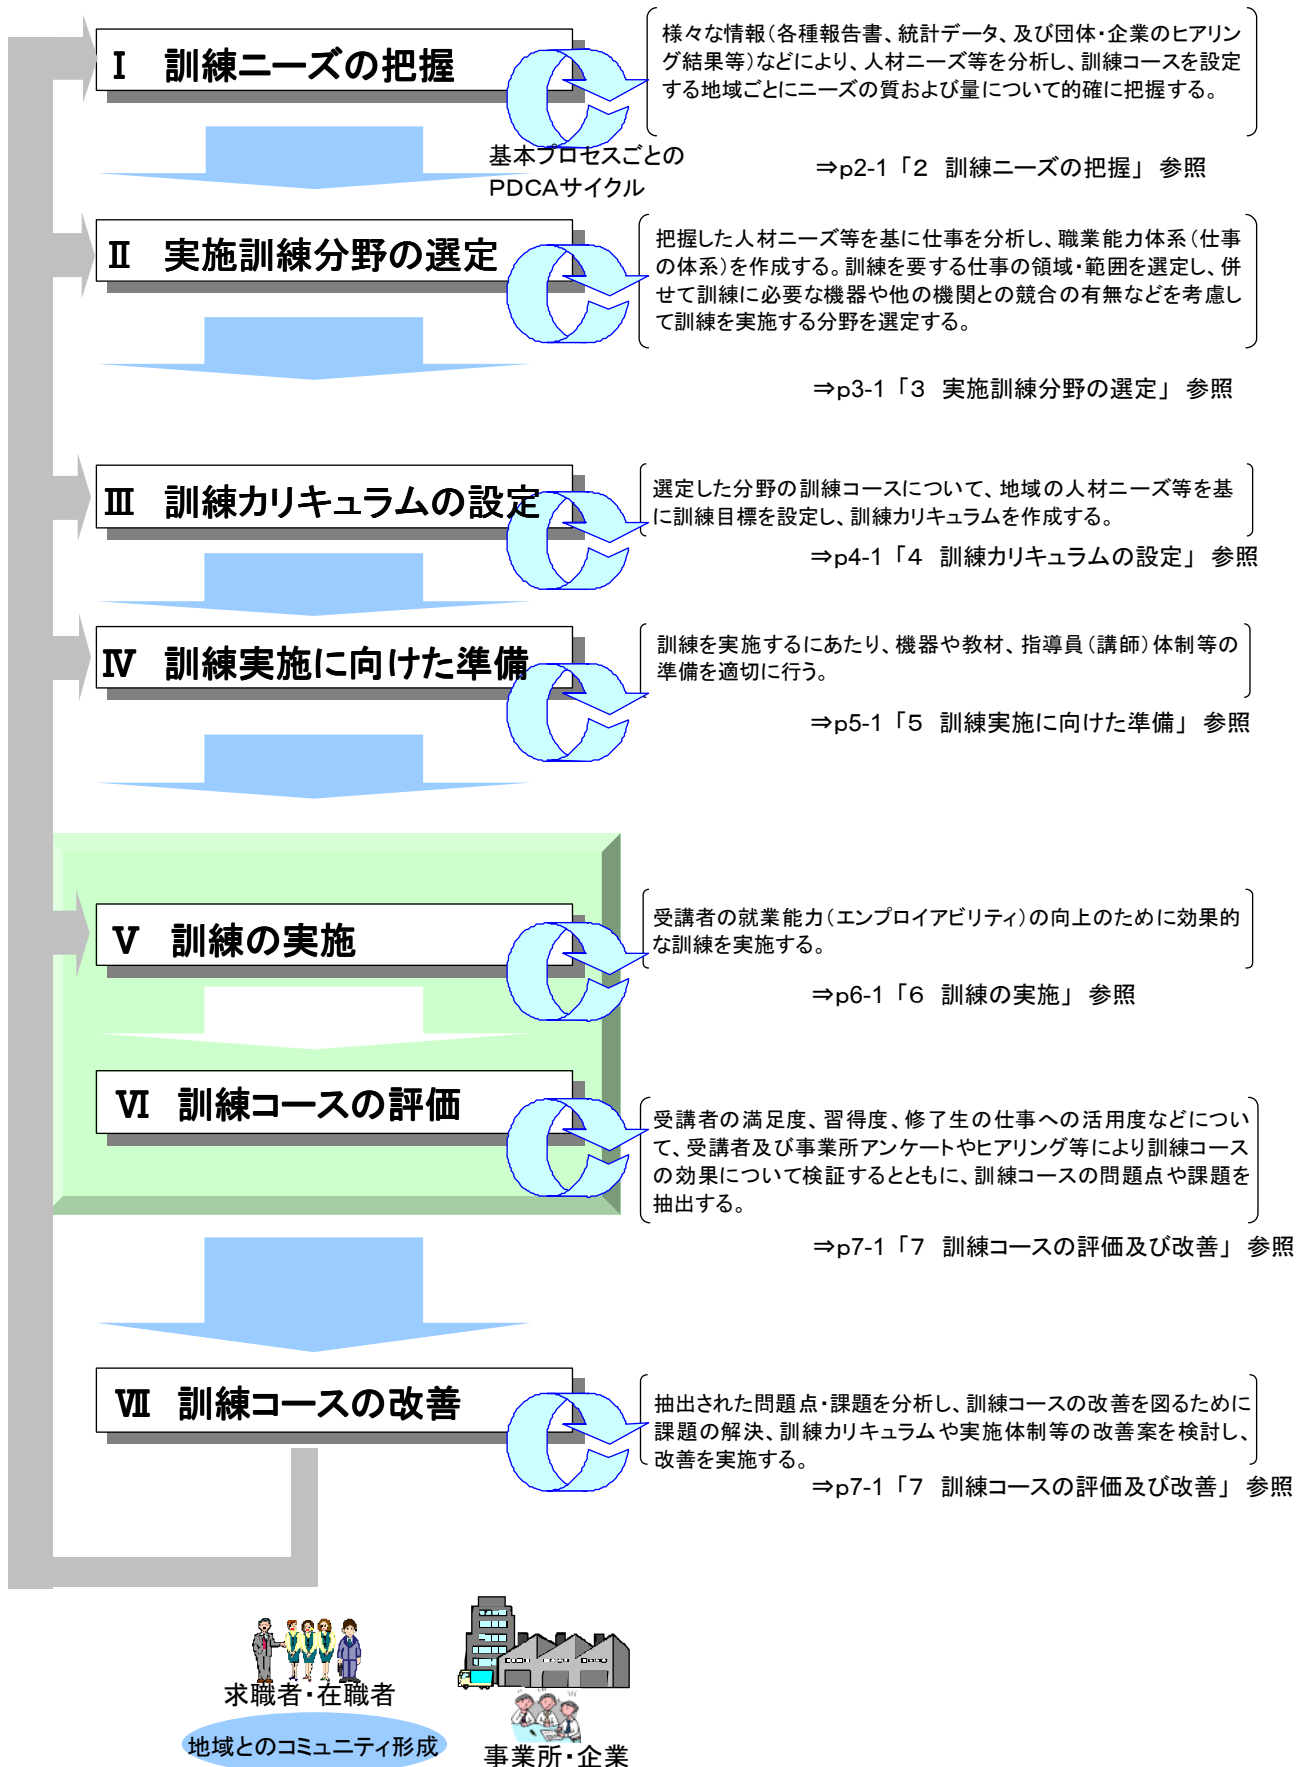 Ⅰ 訓練ニーズの把握
様々な情報（各種報告書、統計データ、及び団体・企業のヒアリン
グ結果等）などにより、人材ニーズ等を分析し、訓練コースを設定
する地域ごとにニーズの質および量について的確に把握する。
基本プロセスごとの
PDCAサイクル
⇒p2-1「２ 訓練ニーズの把握」 参照
Ⅱ 実施訓練分野の選定
把握した人材ニーズ等を基に仕事を分析し、職業能力体系（仕事
の体系）を作成する。訓練を要する仕事の領域・範囲を選定し、併
せて訓練に必要な機器や他の機関との競合の有無などを考慮し
て訓練を実施する分野を選定する。
⇒p3-1「３ 実施訓練分野の選定」 参照
Ⅲ 訓練カリキュラムの設定
選定した分野の訓練コースについて、地域の人材ニーズ等を基
に訓練目標を設定し、訓練カリキュラムを作成する。
⇒p4-1「４ 訓練カリキュラムの設定」 参照
Ⅳ 訓練実施に向けた準備
訓練を実施するにあたり、機器や教材、指導員（講師）体制等の
準備を適切に行う。
⇒p5-1「５ 訓練実施に向けた準備」 参照
Ⅴ 訓練の実施
受講者の就業能力（エンプロイアビリティ）の向上のために効果的
な訓練を実施する。
⇒p6-1「６ 訓練の実施」 参照
Ⅵ 訓練コースの評価
受講者の満足度、習得度、修了生の仕事への活用度などについ
て、受講者及び事業所アンケートやヒアリング等により訓練コース
の効果について検証するとともに、訓練コースの問題点や課題を
抽出する。
⇒p7-1「７ 訓練コースの評価及び改善」 参照
Ⅶ 訓練コースの改善
抽出された問題点・課題を分析し、訓練コースの改善を図るために
課題の解決、訓練カリキュラムや実施体制等の改善案を検討し、
改善を実施する。
⇒p7-1「７ 訓練コースの評価及び改善」 参照
求職者・在職者
地域とのコミュニティ形成
事業所・企業